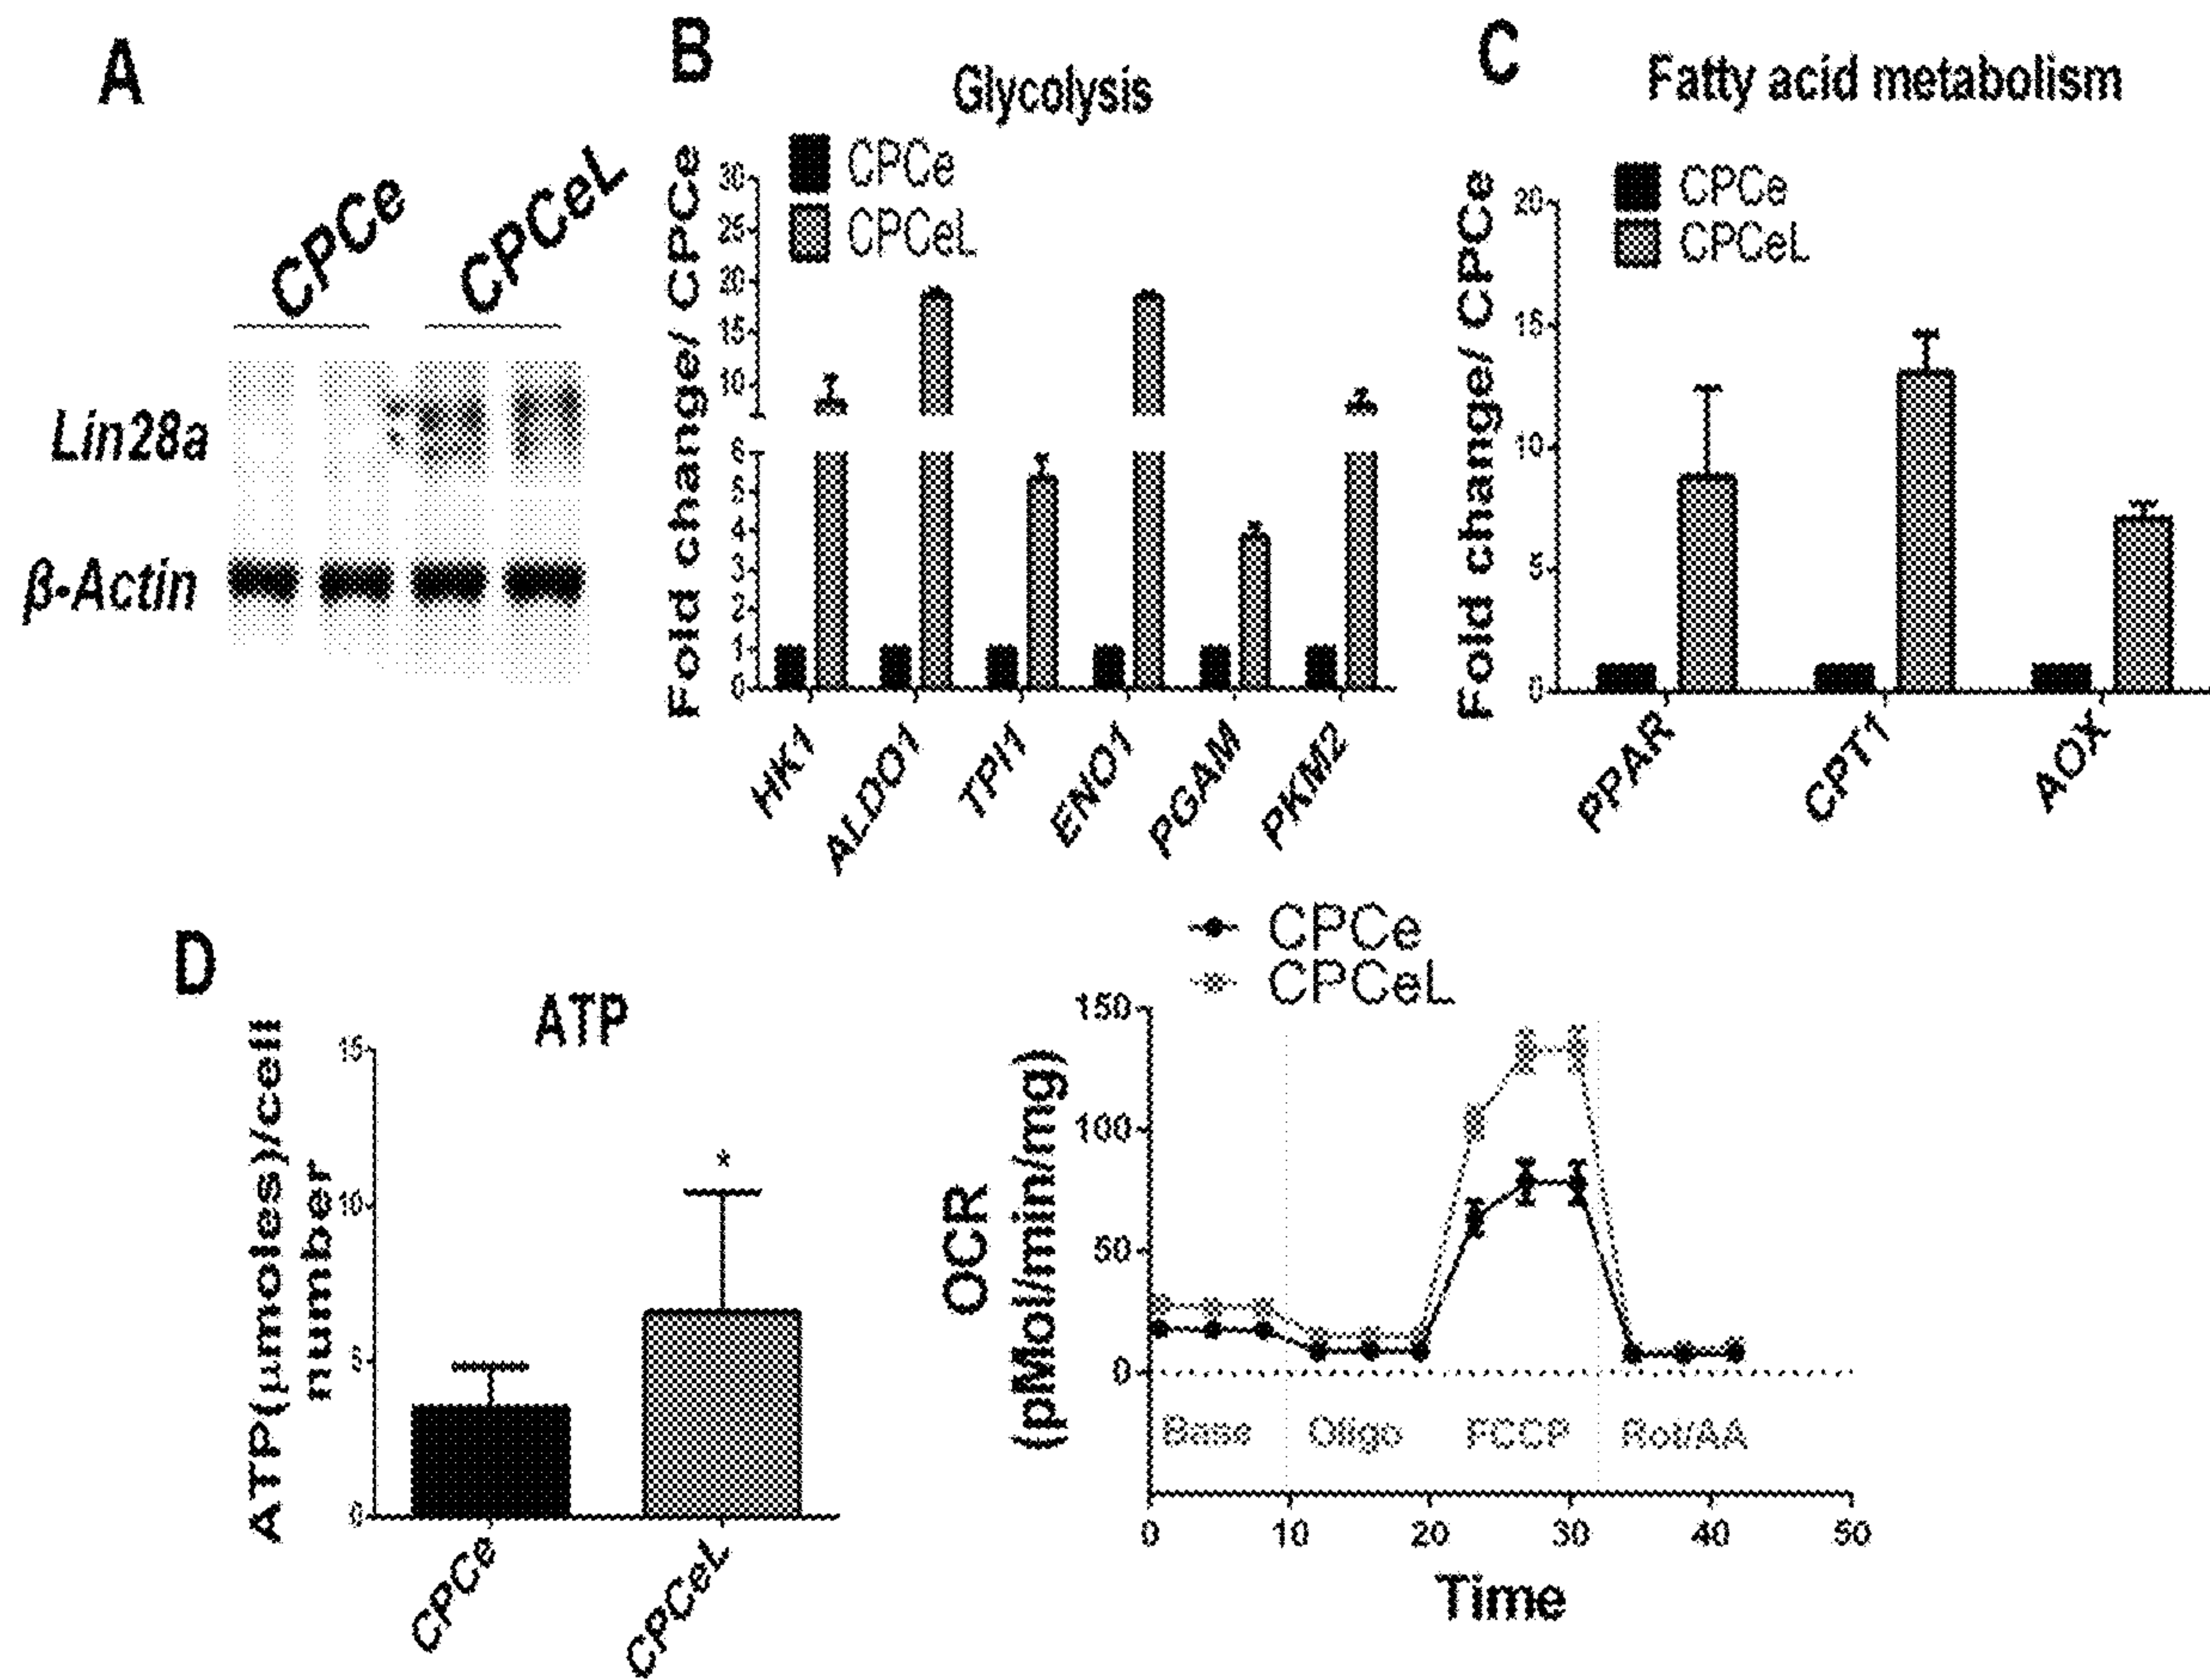 A
CPCe
CPCeL
Lin28a
β-Actin
B
Glycolysis
CPCe
CPCeL
Fold change/ CPCe
30
25
20
15
10
6
5
4
3
2
1
0
HK1
ALDO1
TPI1
ENO1
PGAM
PKM2
C
Fatty acid metabolism
CPCe
CPCeL
Fold change/ CPCe
20
15
10
5
0
PPAR
CPT1
AOX
D
ATP
ATP(μmoles)/cell
number
15
10
5
0
*
CPCe
CPCeL
CPCe
CPCeL
OCR
(pMol/min/mg)
150
100
50
0
Base Oligo FCCP Rot/AA
0 10 20 30 40 50
Time